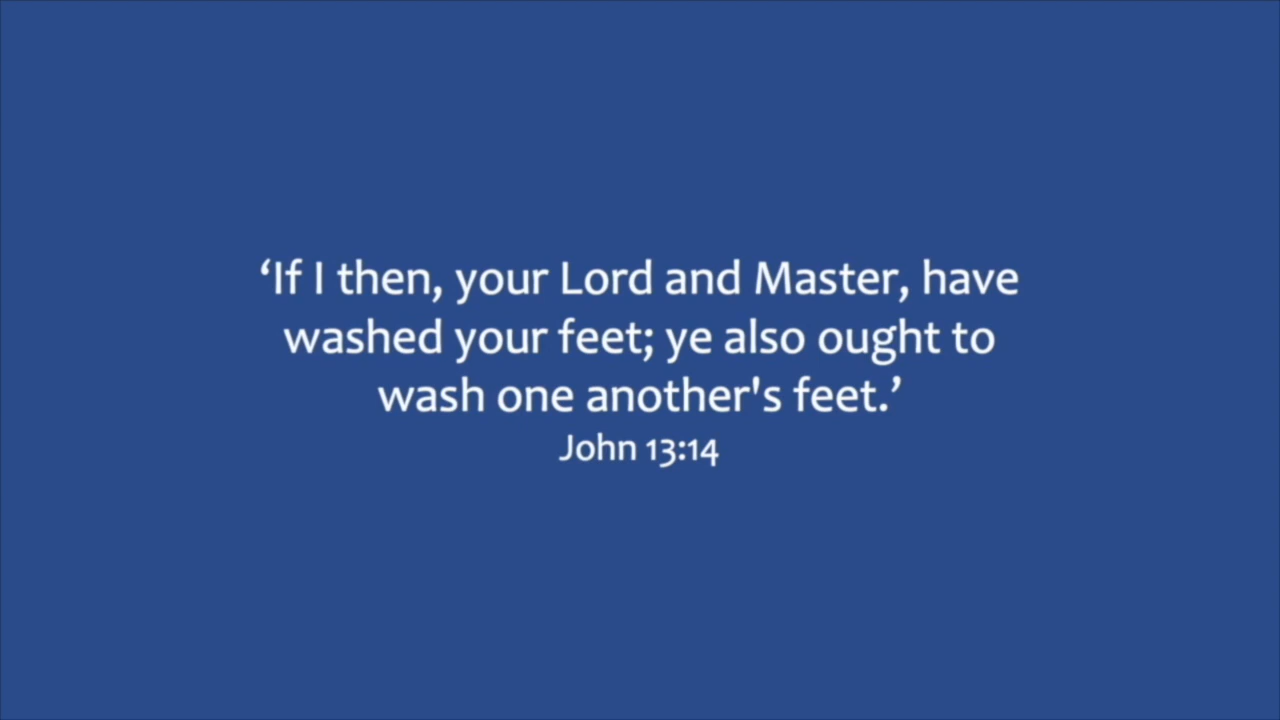 ‘If I then, your Lord and Master, have
washed your feet; ye also ought to
wash one another's feet.’
John 13:14